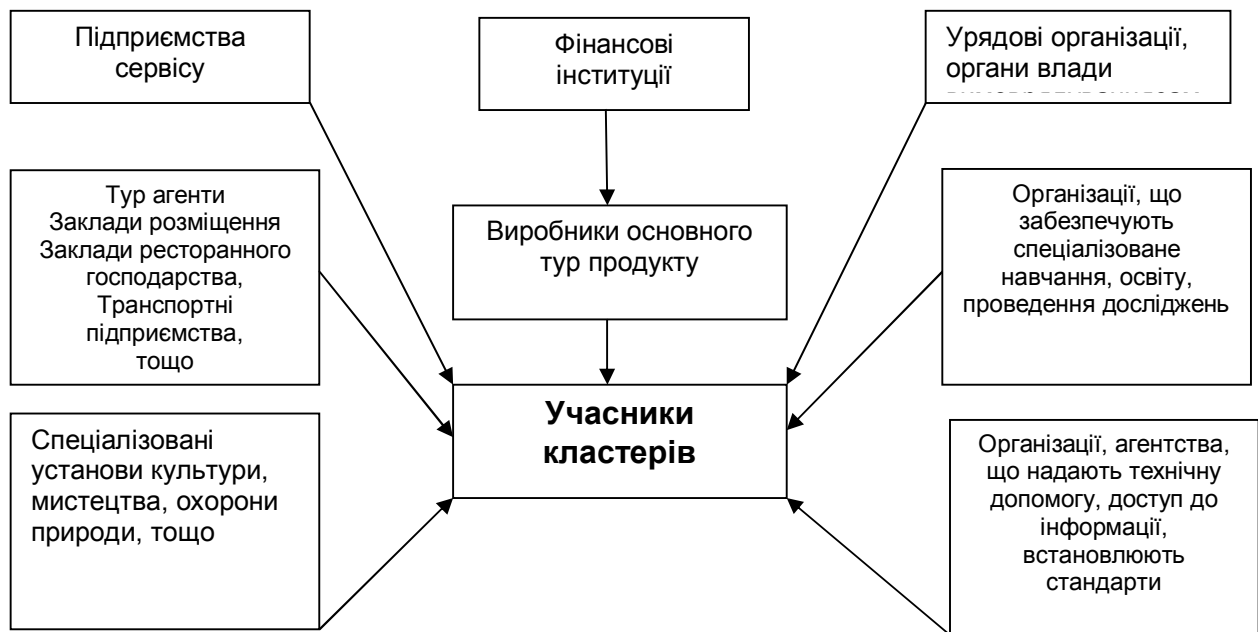 Підприємства
сервісу
Фінансові
інституції
Урядові організації,
органи влади
Тур агенти
Заклади розміщення
Заклади ресторанного
господарства,
Транспортні
підприємства,
тощо
Виробники основного
тур продукту
Організації, що
забезпечують
спеціалізоване
навчання, освіту,
проведення досліджень
Учасники
кластерів
Спеціалізовані
установи культури,
мистецтва, охорони
природи, тощо
Організації, агентства,
що надають технічну
допомогу, доступ до
інформації,
встановлюють
стандарти